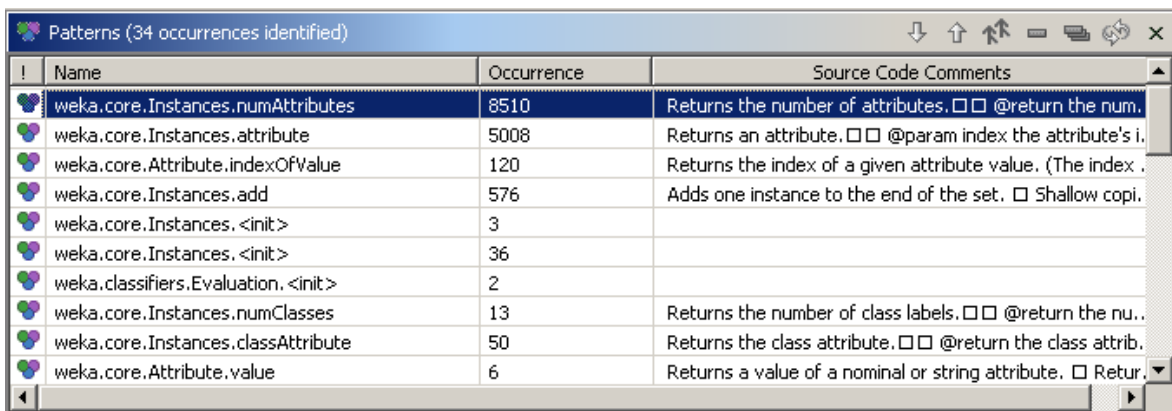 Patterns (34 occurrences identified)
! Name Occurrence Source Code Comments
weka.core.Instances.numAttributes 8510 Returns the number of attributes.□□ @return the num.
weka.core.Instances.attribute 5008 Returns an attribute.□□ @param index the attribute's i.
weka.core.Attribute.indexOfValue 120 Returns the index of a given attribute value. (The index .
weka.core.Instances.add 576 Adds one instance to the end of the set. □ Shallow copi.
weka.core.Instances.<init> 3
weka.core.Instances.<init> 36
weka.classifiers.Evaluation.<init> 2
weka.core.Instances.numClasses 13 Returns the number of class labels.□□ @return the nu..
weka.core.Instances.classAttribute 50 Returns the class attribute.□□ @return the class attrib.
weka.core.Attribute.value 6 Returns a value of a nominal or string attribute. □ Retur.